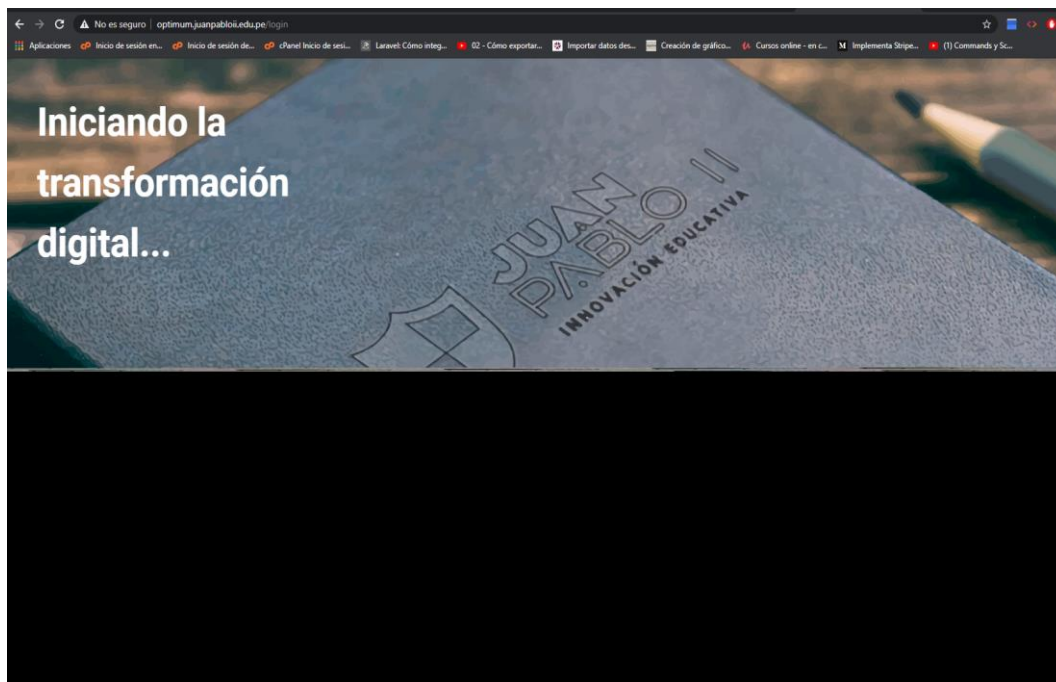 No es seguro | optimum.juanpabloii.edu.pe/login
Aplicaciones Inicio de sesión en... Inicio de sesión de... cPanel Inicio de sesi... Laravel: Cómo integ... 02 - Cómo exportar... Importar datos des... Creación de gráfico... Cursos online - en c... Implementa Stripe... (1) Commands y Sc...
Iniciando la
transformación
digital...
JUAN
PABLO II
INNOVACIÓN EDUCATIVA